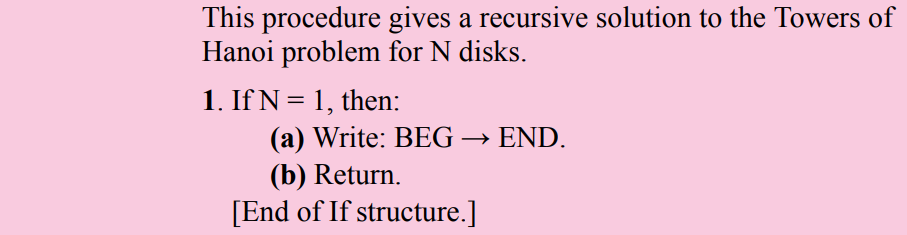 This procedure gives a recursive solution to the Towers of
Hanoi problem for N disks.
1. If N = 1, then:
(a) Write: BEG → END.
(b) Return.
[End of If structure.]